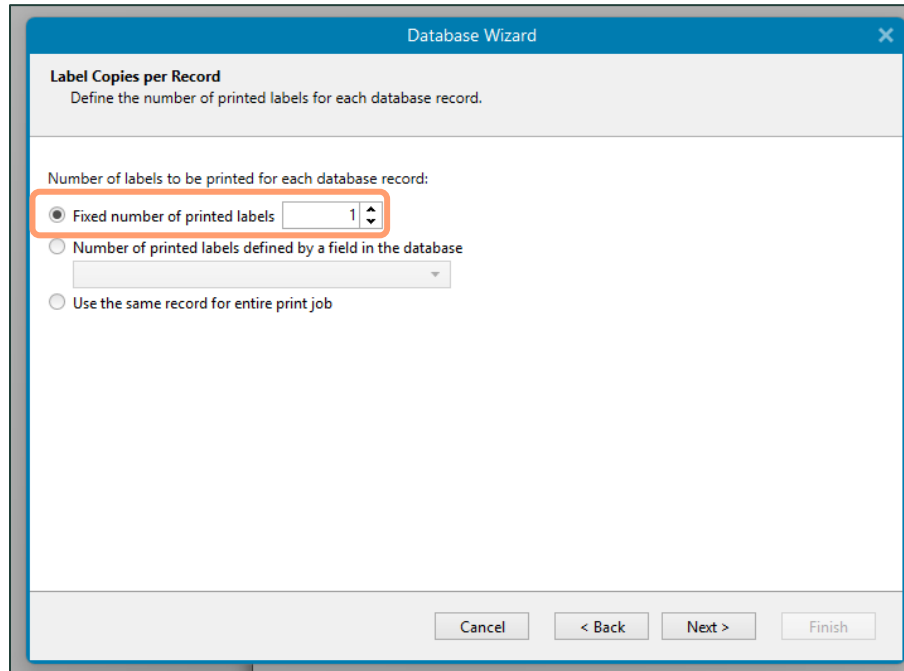 Database Wizard
Label Copies per Record
Define the number of printed labels for each database record.
Number of labels to be printed for each database record:
Fixed number of printed labels 1
Number of printed labels defined by a field in the database
Use the same record for entire print job
Cancel < Back Next > Finish